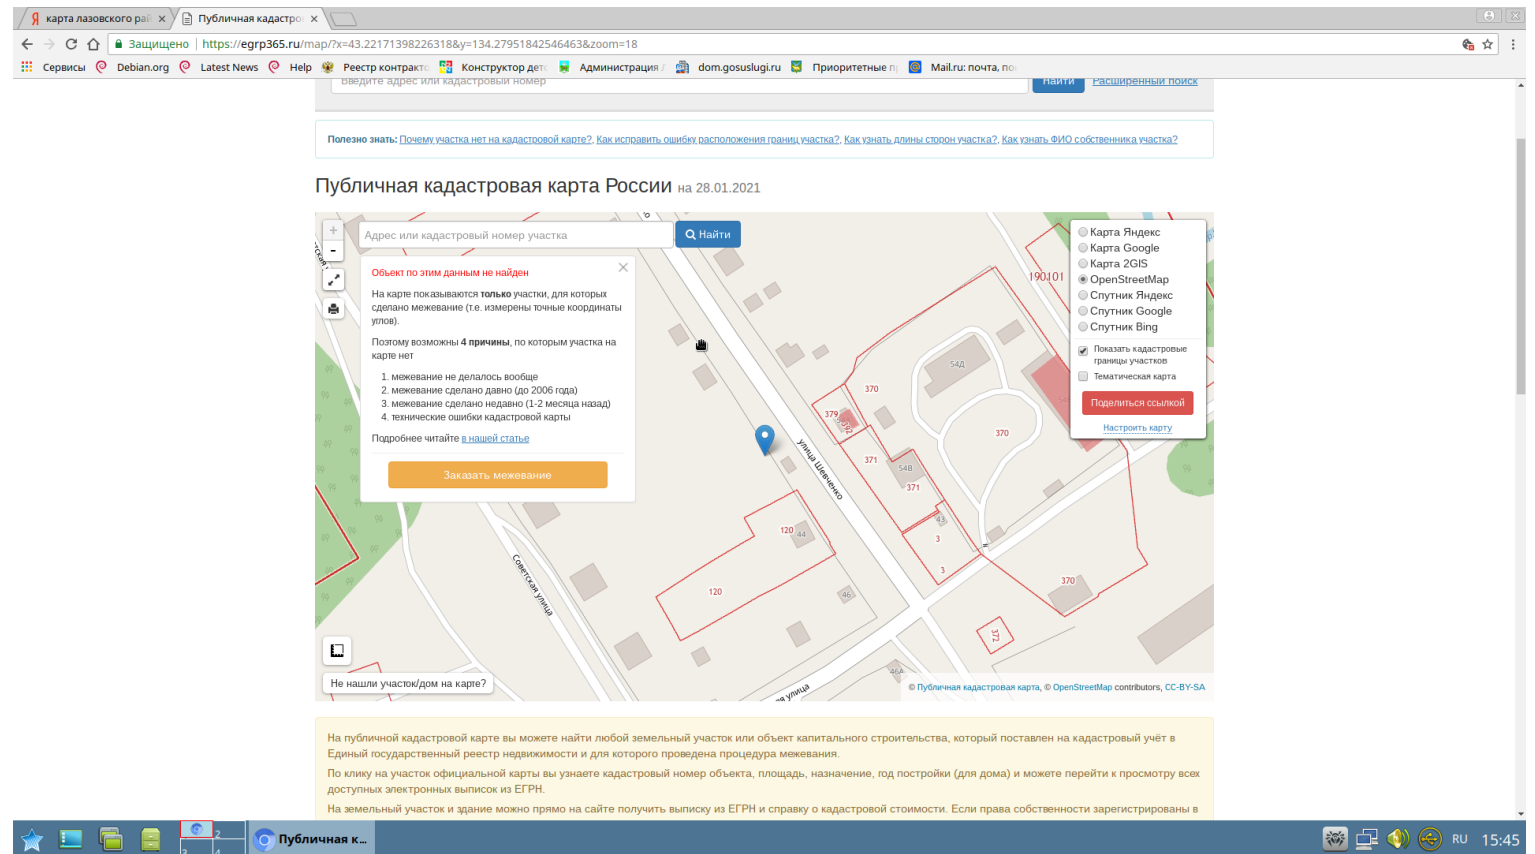 карта лазовского рай
Публичная кадастров
Защищено
https://egrp365.ru/map/?x=43.22171398226318&y=134.27951842546463&zoom=18
Сервисы Debian.org Latest News Help Реестр контракто Конструктор дет Администрация dom.gosuslugi.ru Приоритетные п Mail.ru: почта, по
Введите адрес или кадастровый номер Найти Расширенный поиск
Полезно знать: Почему участка нет на кадастровой карте?, Как исправить ошибку расположения границ участка?, Как узнать длины сторон участка?, Как узнать ФИО собственника участка?
Публичная кадастровая карта России на 28.01.2021
+
-
Адрес или кадастровый номер участка
Найти
Объект по этим данным не найден
На карте показываются только участки, для которых
сделано межевание (т.е. измерены точные координаты
углов).
Поэтому возможны 4 причины, по которым участка на
карте нет
1. межевание не делалось вообще
2. межевание сделано давно (до 2006 года)
3. межевание сделано недавно (1-2 месяца назад)
4. технические ошибки кадастровой карты
Подробнее читайте в нашей статье
Заказать межевание
Карта Яндекс
Карта Google
Карта 2GIS
OpenStreetMap
Спутник Яндекс
Спутник Google
Спутник Bing
Показать кадастровые
границы участков
Тематическая карта
Поделиться ссылкой
Настроить карту
190101
54Д
370
379
392
370
371
54В
371
улица Шевченко
43
3
3
120
44
120
46
370
372
46А
Советская улица
ая улица
Не нашли участок/дом на карте?
© Публичная кадастровая карта, © OpenStreetMap contributors, CC-BY-SA
На публичной кадастровой карте вы можете найти любой земельный участок или объект капитального строительства, который поставлен на кадастровый учёт в
Единый государственный реестр недвижимости и для которого проведена процедура межевания.
По клику на участок официальной карты вы узнаете кадастровый номер объекта, площадь, назначение, год постройки (для дома) и можете перейти к просмотру всех
доступных электронных выписок из ЕГРН.
На земельный участок и здание можно прямо на сайте получить выписку из ЕГРН и справку о кадастровой стоимости. Если права собственности зарегистрированы в
2
3 4
Публичная к...
RU 15:45